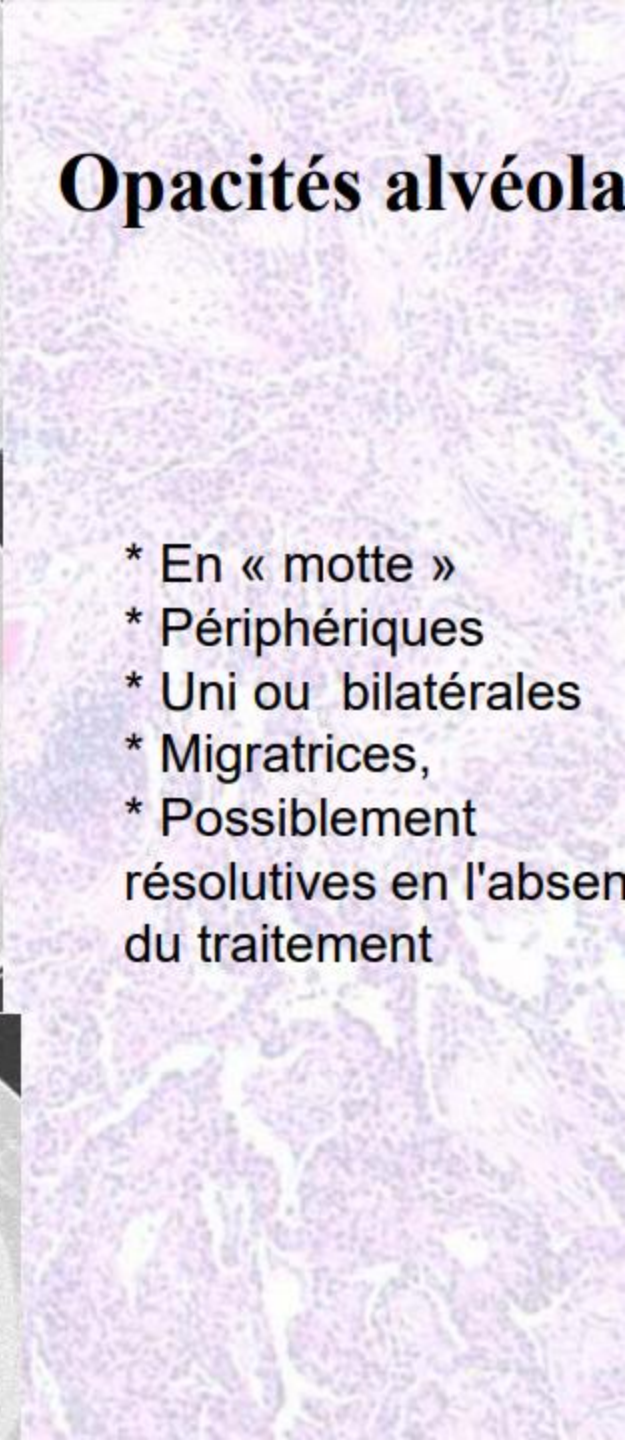 Opacités alvéola
* En « motte »
* Périphériques
* Uni ou  bilatérales
* Migratrices,
* Possiblement
résolutives en l'absen
du traitement